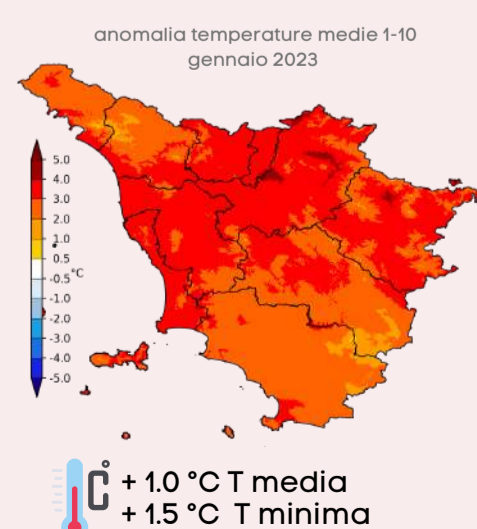 anomalia temperature medie 1-10
gennaio 2023
5.0
4.0
3.0
2.0
1.0
0.5
°C
-0.5
-1.0
-2.0
-3.0
-4.0
-5.0
C° + 1.0 °C T media
+ 1.5 °C T minima